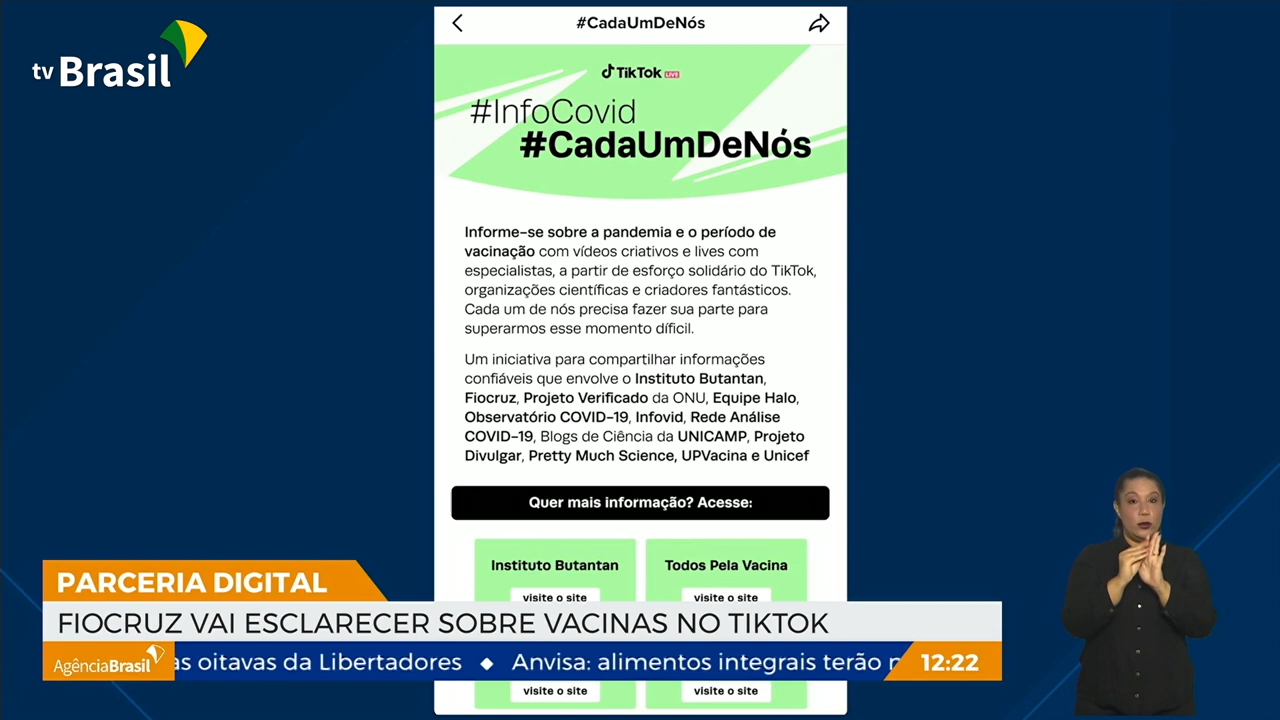 tv Brasil
#CadaUmDeNós
TikTok LIVE
#InfoCovid
#CadaUmDeNós
Informe-se sobre a pandemia e o período de
vacinação com vídeos criativos e lives com
especialistas, a partir de esforço solidário do TikTok,
organizações científicas e criadores fantásticos.
Cada um de nós precisa fazer sua parte para
superarmos esse momento díficil.
Um iniciativa para compartilhar informações
confiáveis que envolve o Instituto Butantan,
Fiocruz, Projeto Verificado da ONU, Equipe Halo,
Observatório COVID-19, Infovid, Rede Análise
COVID-19, Blogs de Ciência da UNICAMP, Projeto
Divulgar, Pretty Much Science, UPVacina e Unicef
Quer mais informação? Acesse:
Instituto Butantan
visite o site
Todos Pela Vacina
visite o site
PARCERIA DIGITAL
FIOCRUZ VAI ESCLARECER SOBRE VACINAS NO TIKTOK
AgênciaBrasil
as oitavas da Libertadores ◆ Anvisa: alimentos integrais terão
12:22
visite o site
visite o site